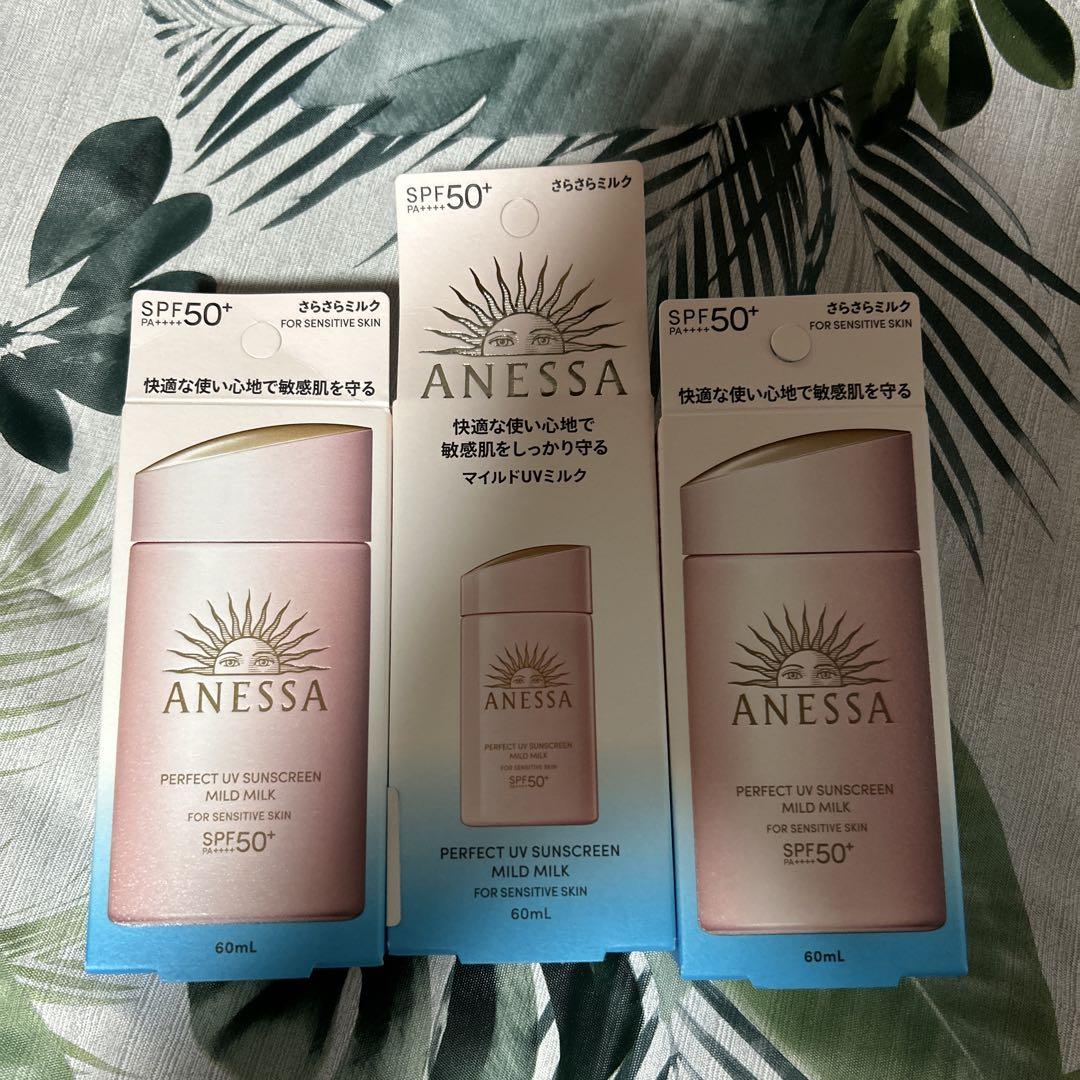 SPF50+
PA++++
さらさらミルク
FOR SENSITIVE SKIN
快適な使い心地で敏感肌を守る
ANESSA
PERFECT UV SUNSCREEN
MILD MILK
FOR SENSITIVE SKIN
SPF50+
PA++++
60mL
SPF50+
PA++++
さらさらミルク
ANESSA
快適な使い心地で
敏感肌をしっかり守る
マイルドUVミルク
ANESSA
PERFECT UV SUNSCREEN
MILD MILK
FOR SENSITIVE SKIN
SPF50+
PA++++
PERFECT UV SUNSCREEN
MILD MILK
FOR SENSITIVE SKIN
60mL
SPF50+
PA++++
さらさらミルク
FOR SENSITIVE SKIN
快適な使い心地で敏感肌を守る
ANESSA
PERFECT UV SUNSCREEN
MILD MILK
FOR SENSITIVE SKIN
SPF50+
PA++++
60mL